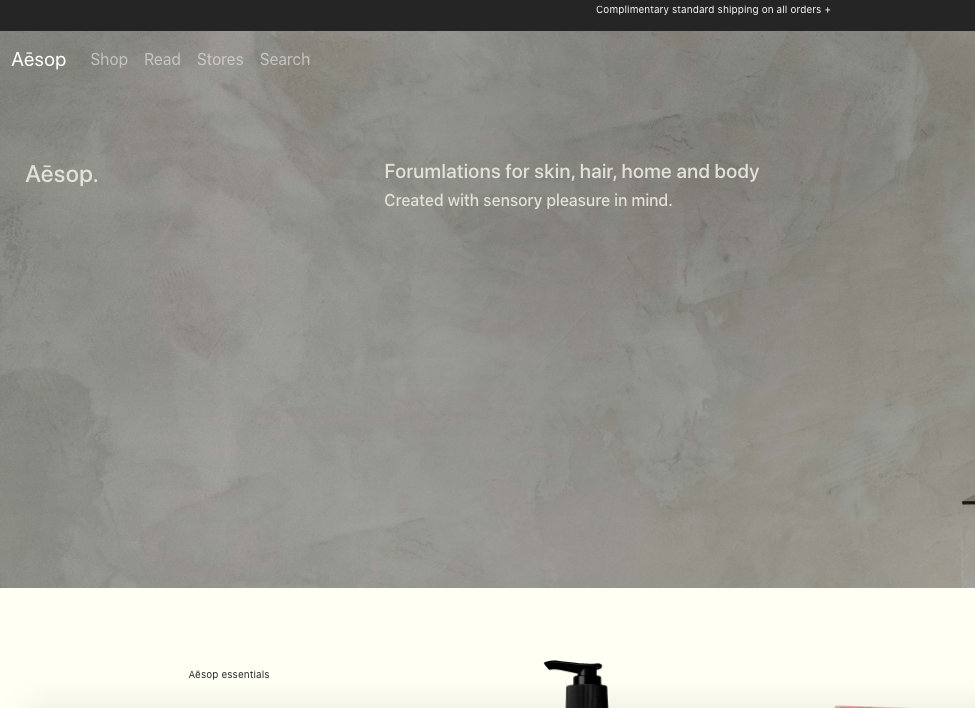 Complimentary standard shipping on all orders +
Aēsop Shop Read Stores Search
Aēsop.
Forumlations for skin, hair, home and body
Created with sensory pleasure in mind.
Aēsop essentials